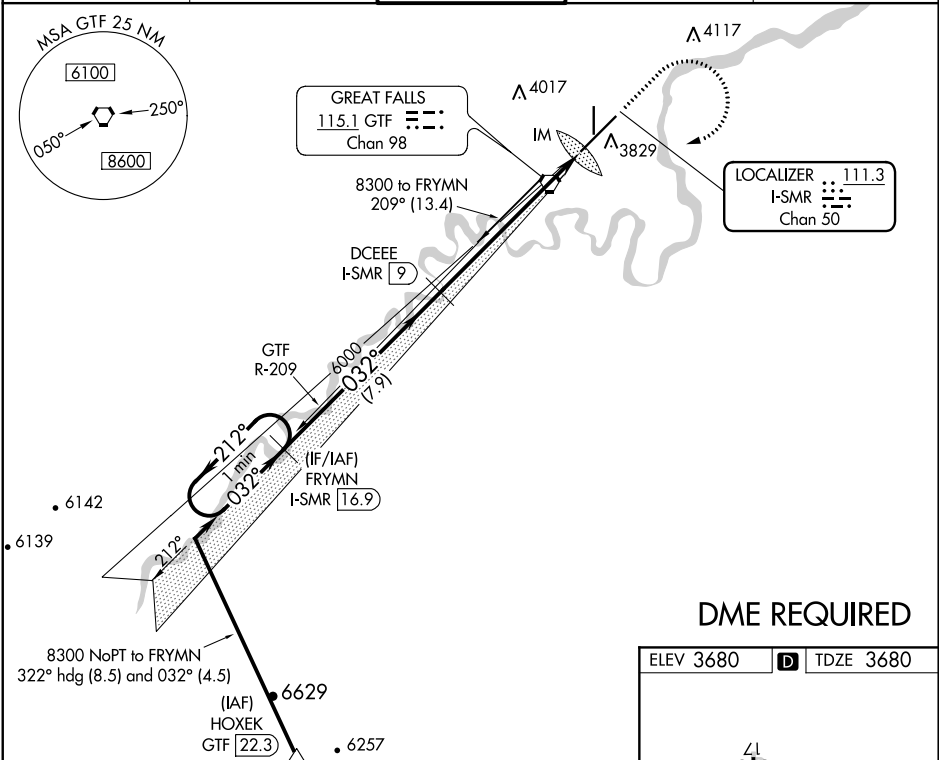 MSA GTF 25 NM
6100
250°
050°
8600
GREAT FALLS
115.1 GTF
Chan 98
4017
4117
IM
3829
LOCALIZER 111.3
I-SMR
Chan 50
8300 to FRYMN
209° (13.4)
DCEEE
I-SMR 9
GTF
R-209
6000
032°
(7.9)
212°
1 min
032°
(IF/IAF)
FRYMN
I-SMR 16.9
6142
6139
212°
8300 NoPT to FRYMN
322° hdg (8.5) and 032° (4.5)
6629
(IAF)
HOXEK
GTF 22.3
6257
DME REQUIRED
ELEV 3680 D TDZE 3680
17